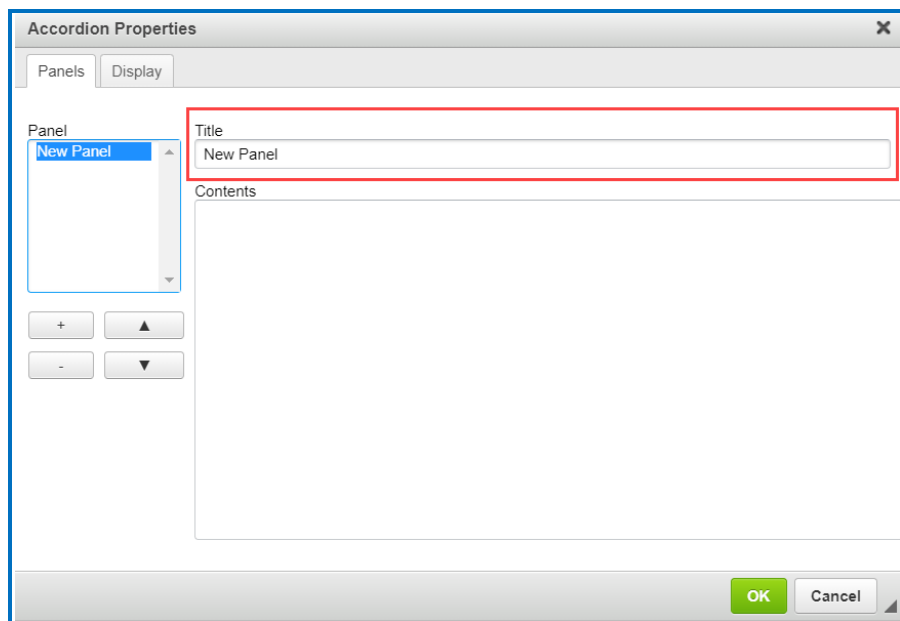 Accordion Properties
Panels Display
Panel
New Panel
Title
New Panel
Contents
+
-
OK Cancel